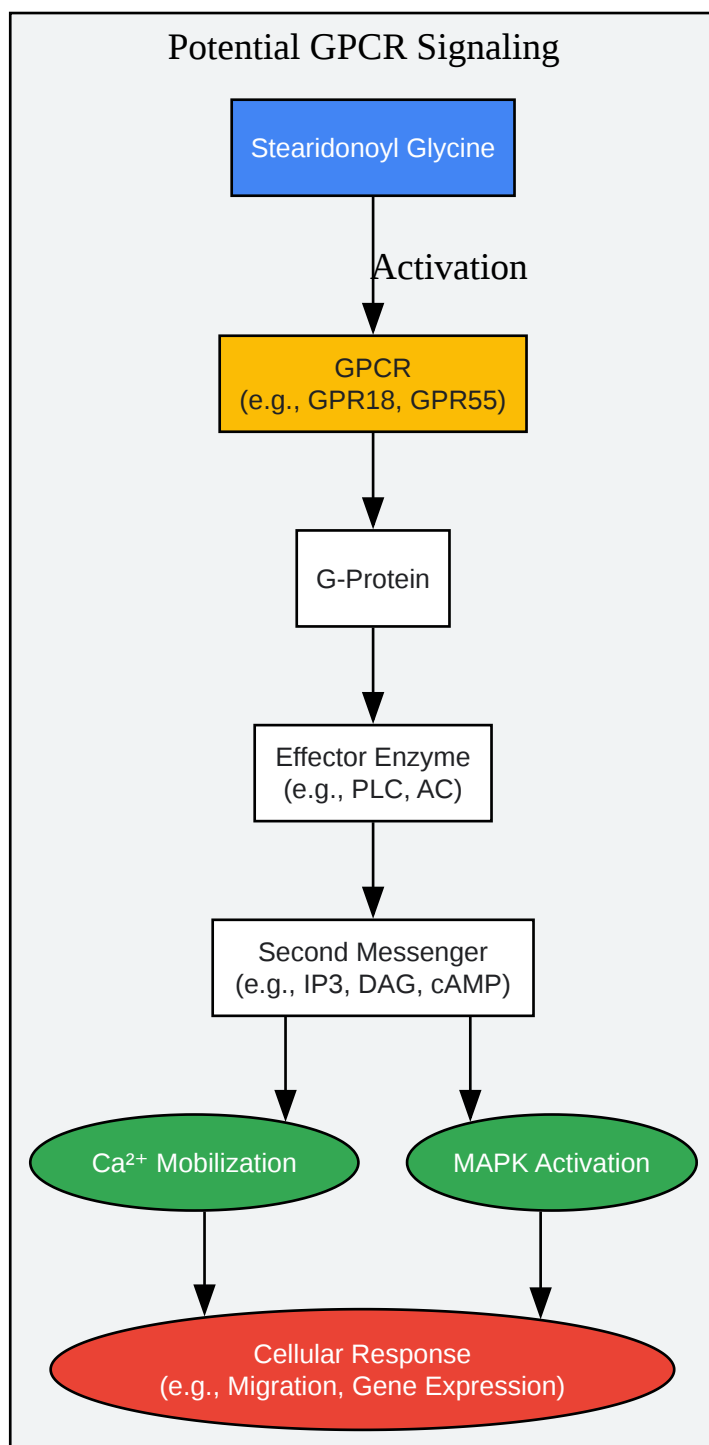 Potential GPCR Signaling
Stearidonoyl Glycine
Activation
GPCR
(e.g., GPR18, GPR55)
G-Protein
Effector Enzyme
(e.g., PLC, AC)
Second Messenger
(e.g., IP3, DAG, cAMP)
Ca²⁺ Mobilization
MAPK Activation
Cellular Response
(e.g., Migration, Gene Expression)